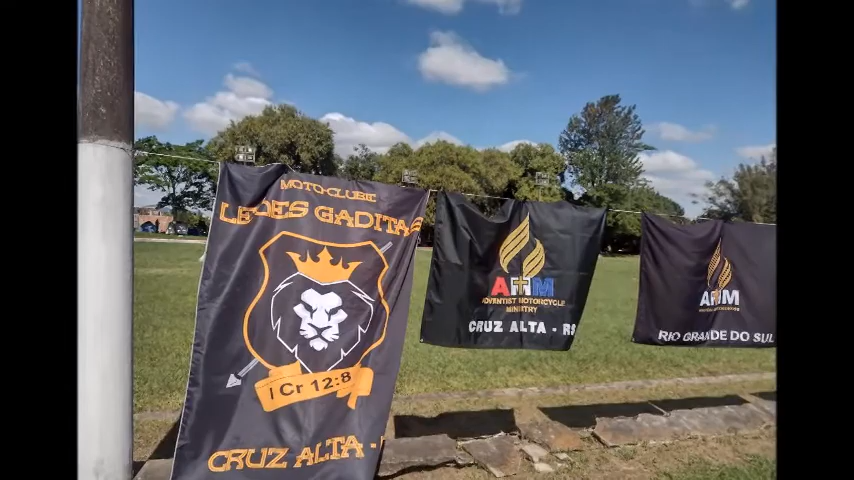 MOTO-CLUBE
LEÕES GADITAS
I Cr 12:8
CRUZ ALTA -
AMM
ADVENTIST MOTORCYCLE
MINISTRY
CRUZ ALTA - RS
AMM
RIO GRANDE DO SUL